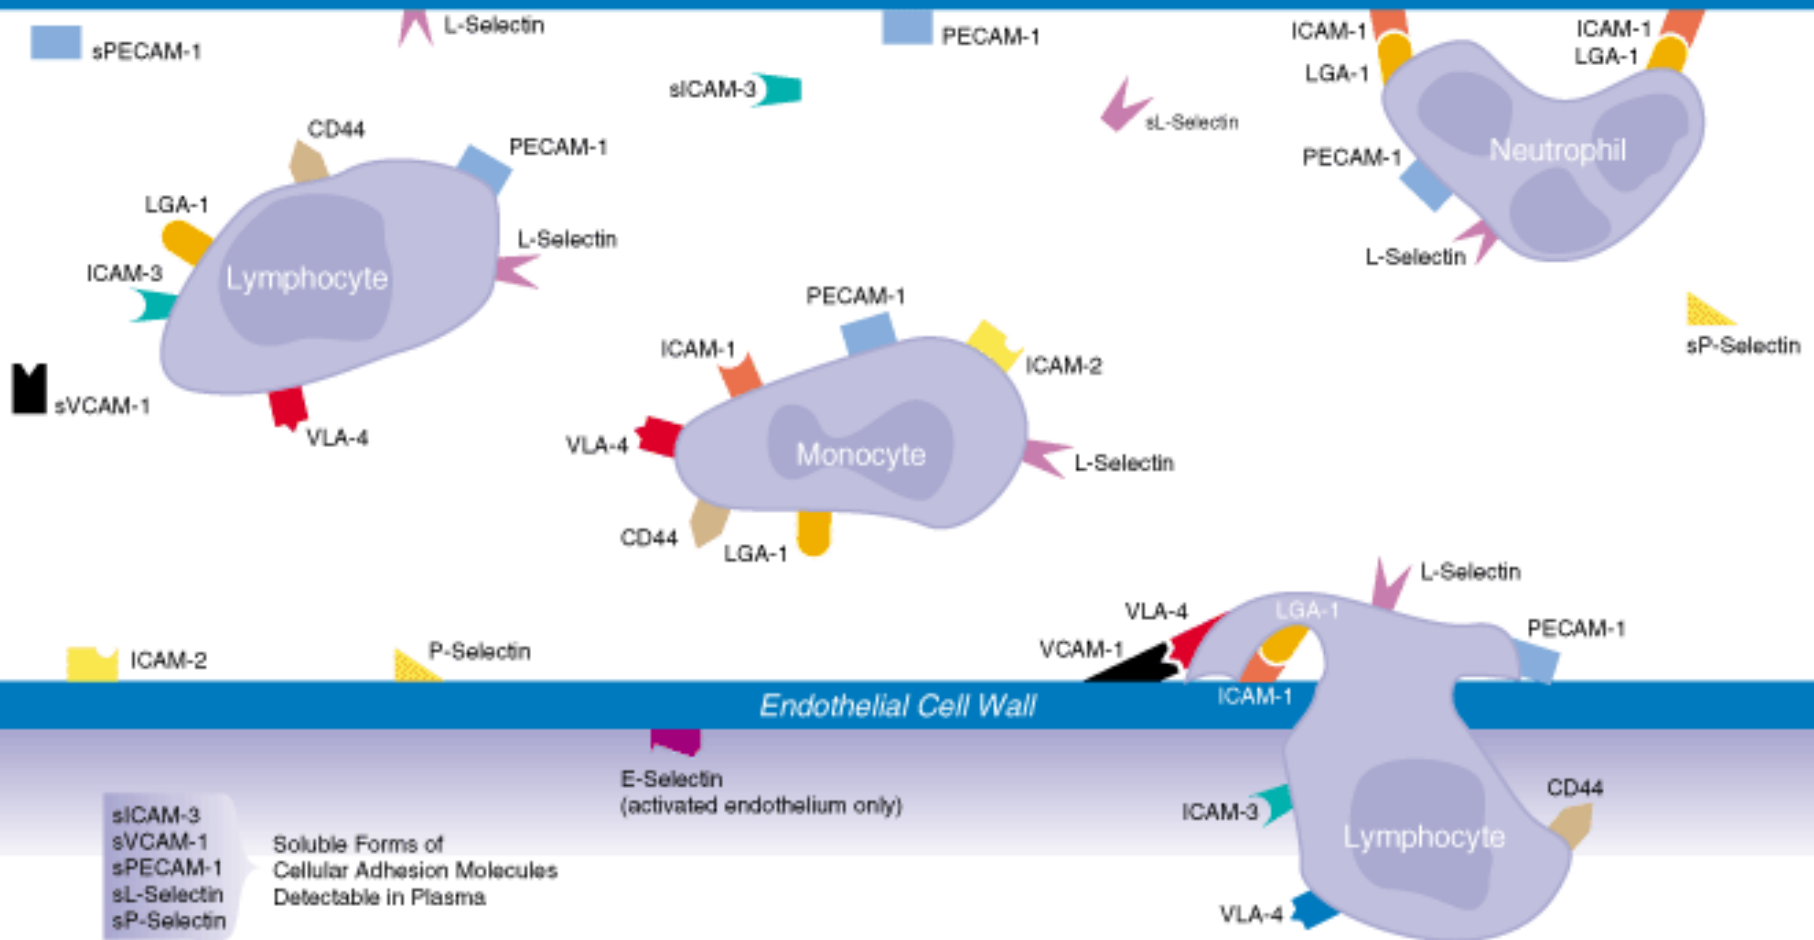 L-Selectin
sPECAM-1
PECAM-1
ICAM-1
LGA-1
ICAM-1
LGA-1
sICAM-3
sL-Selectin
CD44
PECAM-1
LGA-1
L-Selectin
ICAM-3
Lymphocyte
sVCAM-1
VLA-4
PECAM-1
Neutrophil
L-Selectin
sP-Selectin
PECAM-1
ICAM-1
ICAM-2
VLA-4
Monocyte
L-Selectin
CD44
LGA-1
L-Selectin
VLA-4
LGA-1
PECAM-1
VCAM-1
ICAM-2
P-Selectin
Endothelial Cell Wall
ICAM-1
E-Selectin
(activated endothelium only)
sICAM-3
sVCAM-1
sPECAM-1
sL-Selectin
sP-Selectin
Soluble Forms of
Cellular Adhesion Molecules
Detectable in Plasma
ICAM-3
CD44
Lymphocyte
VLA-4